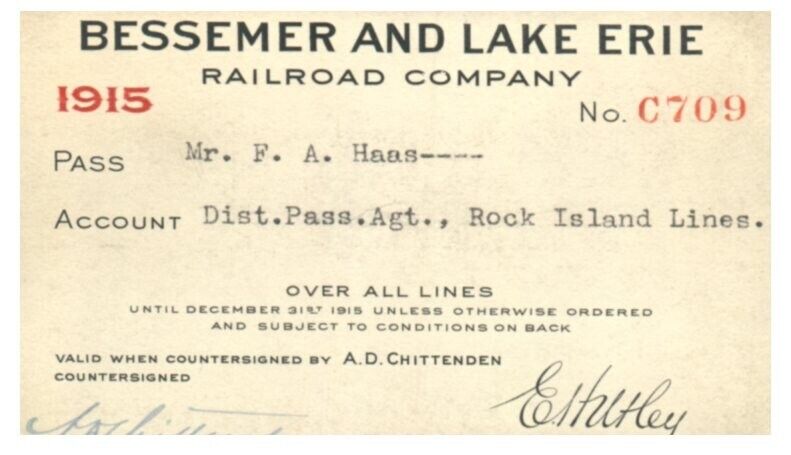 BESSEMER AND LAKE ERIE
RAILROAD COMPANY
1915
No. C709
PASS Mr. F. A. Haas----
ACCOUNT Dist.Pass.Agt., Rock Island Lines.
OVER ALL LINES
UNTIL DECEMBER 31ST 1915 UNLESS OTHERWISE ORDERED
AND SUBJECT TO CONDITIONS ON BACK
VALID WHEN COUNTERSIGNED BY A.D. CHITTENDEN
COUNTERSIGNED